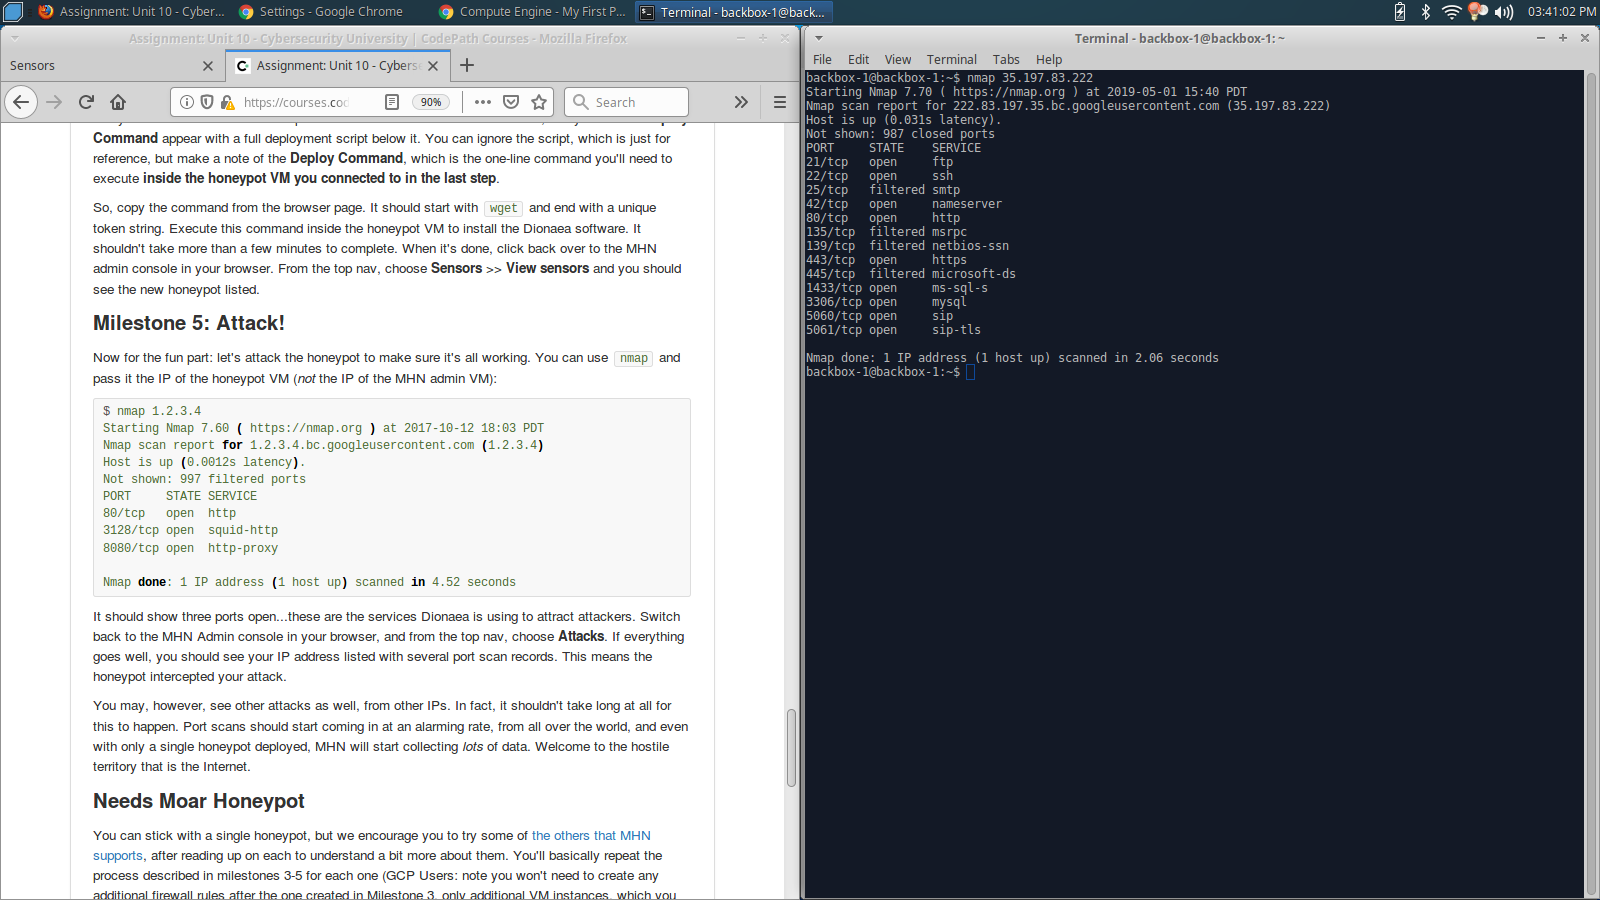 Assignment: Unit 10 - Cyber...
Settings - Google Chrome
Compute Engine - My First P...
Terminal - backbox-1@back...
03:41:02 PM
Assignment: Unit 10 - Cybersecurity University | CodePath Courses - Mozilla Firefox
Sensors
Assignment: Unit 10 - Cyberse
https://courses.co
90%
Search
Command appear with a full deployment script below it. You can ignore the script, which is just for
reference, but make a note of the Deploy Command, which is the one-line command you'll need to
execute inside the honeypot VM you connected to in the last step.
So, copy the command from the browser page. It should start with wget and end with a unique
token string. Execute this command inside the honeypot VM to install the Dionaea software. It
shouldn't take more than a few minutes to complete. When it's done, click back over to the MHN
admin console in your browser. From the top nav, choose Sensors >> View sensors and you should
see the new honeypot listed.
Milestone 5: Attack!
Now for the fun part: let's attack the honeypot to make sure it's all working. You can use nmap and
pass it the IP of the honeypot VM (not the IP of the MHN admin VM):
$ nmap 1.2.3.4
Starting Nmap 7.60 ( https://nmap.org ) at 2017-10-12 18:03 PDT
Nmap scan report for 1.2.3.4.bc.googleusercontent.com (1.2.3.4)
Host is up (0.0012s latency).
Not shown: 997 filtered ports
PORT STATE SERVICE
80/tcp open http
3128/tcp open squid-http
8080/tcp open http-proxy
Nmap done: 1 IP address (1 host up) scanned in 4.52 seconds
It should show three ports open...these are the services Dionaea is using to attract attackers. Switch
back to the MHN Admin console in your browser, and from the top nav, choose Attacks. If everything
goes well, you should see your IP address listed with several port scan records. This means the
honeypot intercepted your attack.
You may, however, see other attacks as well, from other IPs. In fact, it shouldn't take long at all for
this to happen. Port scans should start coming in at an alarming rate, from all over the world, and even
with only a single honeypot deployed, MHN will start collecting lots of data. Welcome to the hostile
territory that is the Internet.
Needs Moar Honeypot
You can stick with a single honeypot, but we encourage you to try some of the others that MHN
supports, after reading up on each to understand a bit more about them. You'll basically repeat the
process described in milestones 3-5 for each one (GCP Users: note you won't need to create any
additional firewall rules after the one created in Milestone 3, only additional VM instances, which you
Terminal - backbox-1@backbox-1: ~
File Edit View Terminal Tabs Help
backbox-1@backbox-1:~$ nmap 35.197.83.222
Starting Nmap 7.70 ( https://nmap.org ) at 2019-05-01 15:40 PDT
Nmap scan report for 222.83.197.35.bc.googleusercontent.com (35.197.83.222)
Host is up (0.031s latency).
Not shown: 987 closed ports
PORT STATE SERVICE
21/tcp open ftp
22/tcp open ssh
25/tcp filtered smtp
42/tcp open nameserver
80/tcp open http
135/tcp filtered msrpc
139/tcp filtered netbios-ssn
443/tcp open https
445/tcp filtered microsoft-ds
1433/tcp open ms-sql-s
3306/tcp open mysql
5060/tcp open sip
5061/tcp open sip-tls
Nmap done: 1 IP address (1 host up) scanned in 2.06 seconds
backbox-1@backbox-1:~$